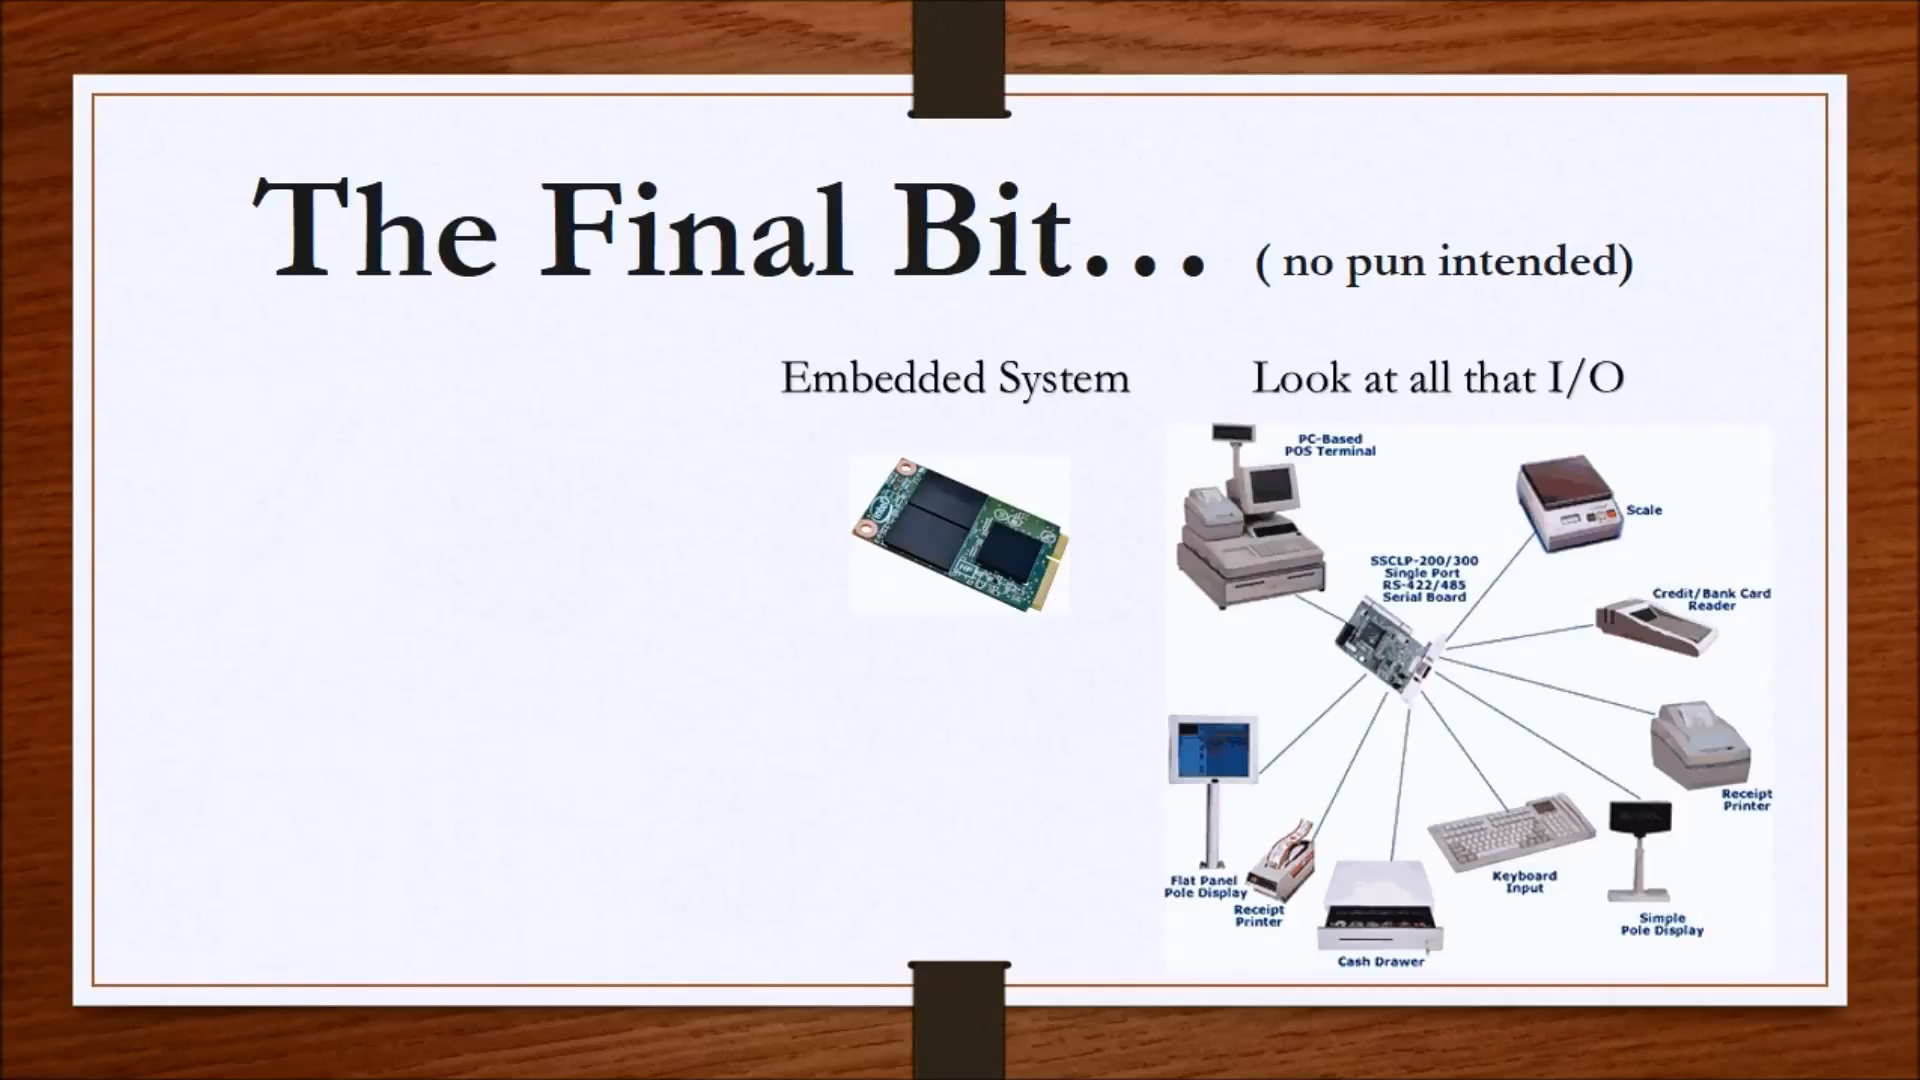 The Final Bit... ( no pun intended)
Embedded System
Look at all that I/O
PC-Based
POS Terminal
Scale
SSCLP-200/300
Single Port
RS-422/485
Serial Board
Credit/Bank Card
Reader
Receipt
Printer
Flat Panel
Pole Display
Receipt
Printer
Keyboard
Input
Simple
Pole Display
Cash Drawer
(intel)